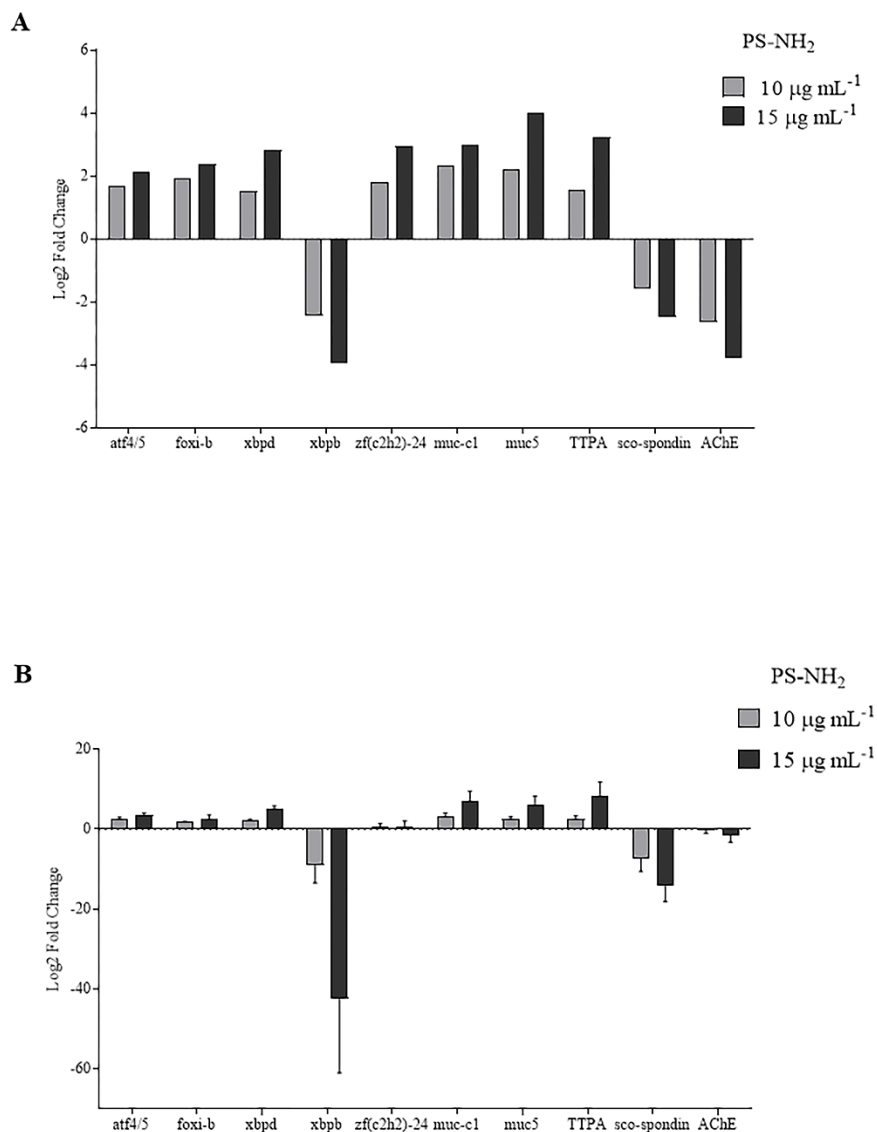 A
PS-NH₂
10 µg mL⁻¹
15 µg mL⁻¹
Log2 Fold Change
6
4
2
0
-2
-4
-6
atf4/5 foxi-b xbpd xbpb zf(c2h2)-24 muc-c1 muc5 TTPA sco-spondin AChE
B
PS-NH₂
10 µg mL⁻¹
15 µg mL⁻¹
Log2 Fold Change
20
0
-20
-40
-60
atf4/5 foxi-b xbpd xbpb zf(c2h2)-24 muc-c1 muc5 TTPA sco-spondin AChE